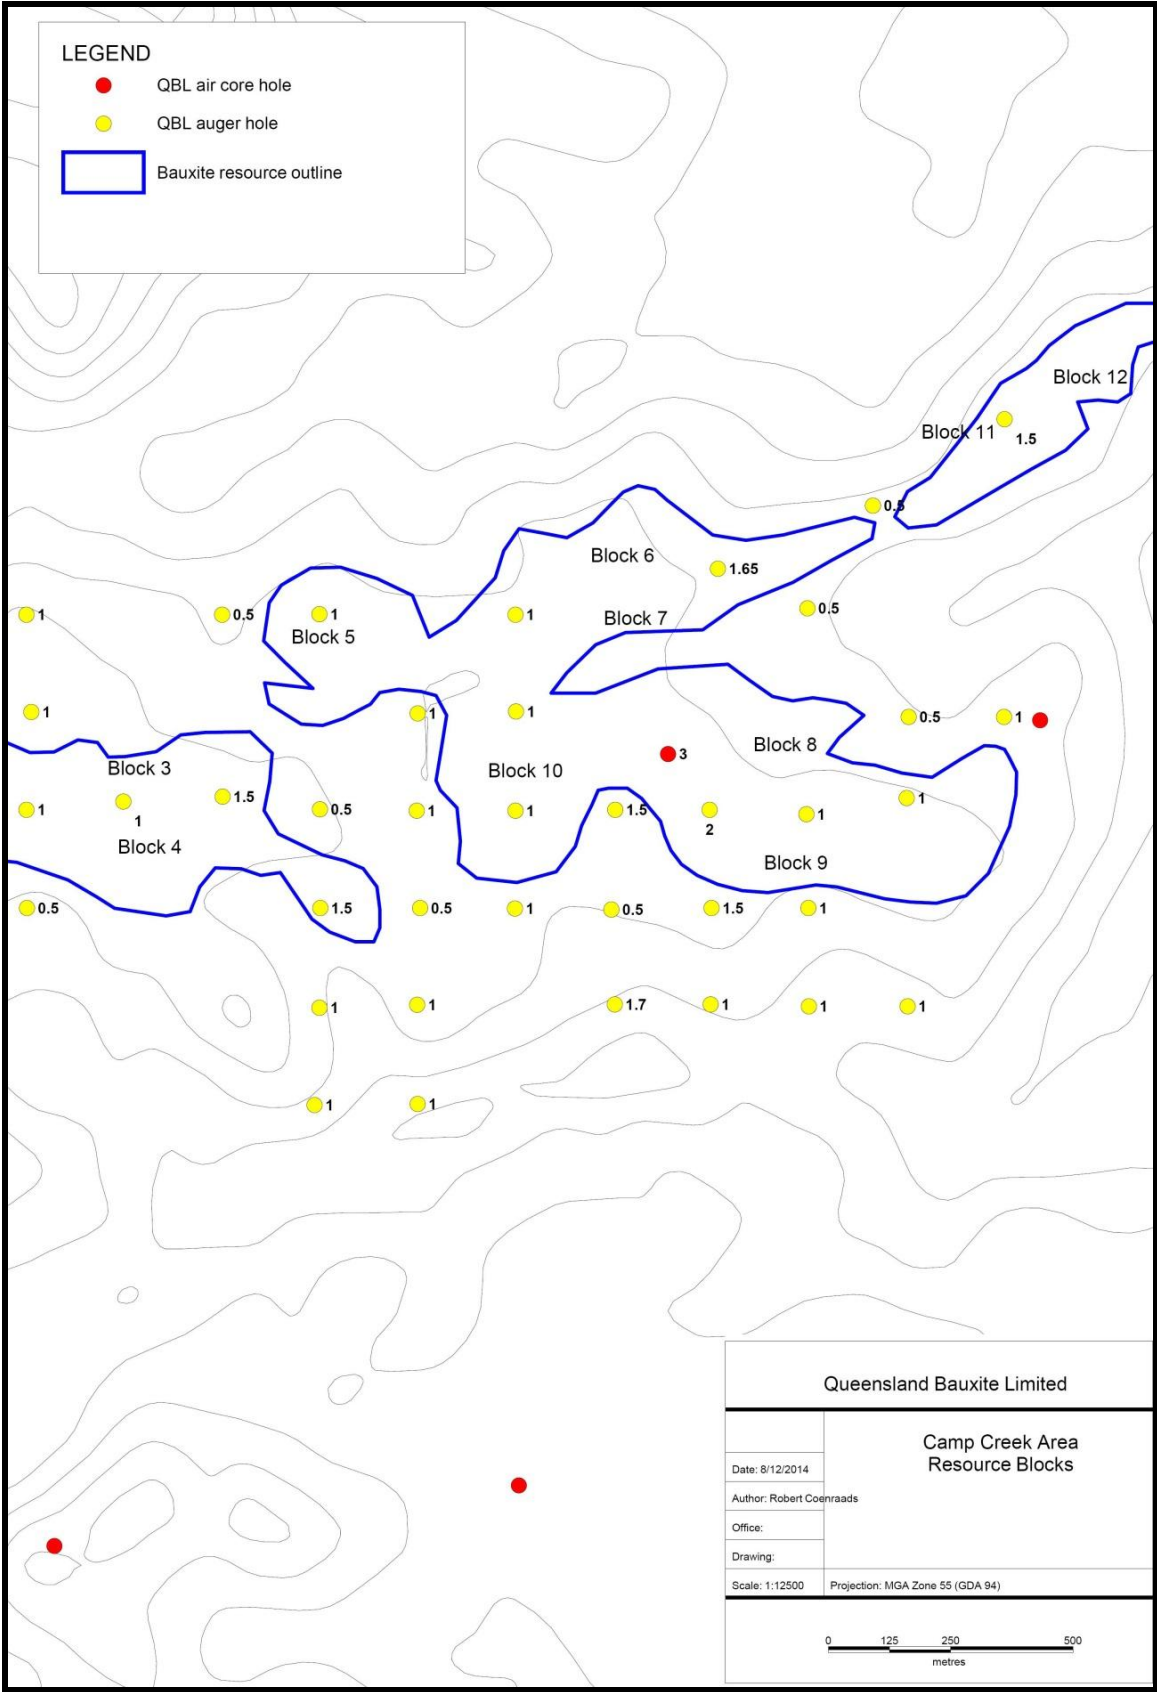 LEGEND
QBL air core hole
QBL auger hole
Bauxite resource outline
Block 12
Block 11
1.5
0.5
Block 6
1.65
1
0.5
1
1
Block 7
0.5
Block 5
1
1
1
0.5
1
Block 3
Block 8
3
Block 10
1.5
1
1
0.5
1
1
1.5
2
1
1
Block 4
Block 9
0.5
1.5
0.5
1
0.5
1.5
1
1
1
1.7
1
1
1
1
1
Queensland Bauxite Limited
Camp Creek Area
Resource Blocks
Date: 8/12/2014
Author: Robert Coenraads
Office:
Drawing:
Scale: 1:12500
Projection: MGA Zone 55 (GDA 94)
0 125 250 500
metres